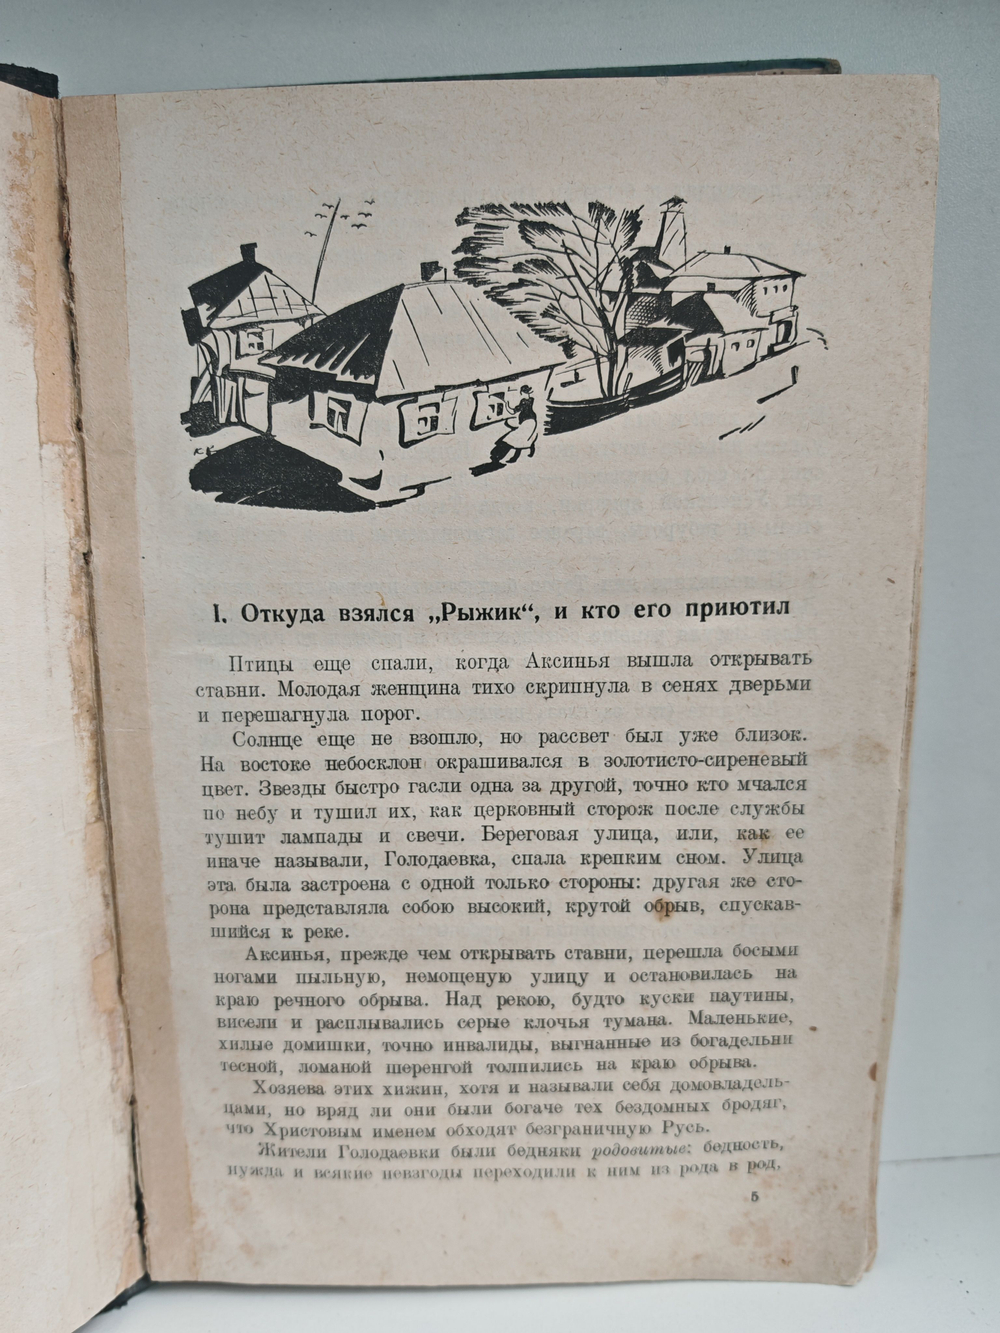 К К
I. Откуда взялся „Рыжик“, и кто его приютил
Птицы еще спали, когда Аксинья вышла открывать
ставни. Молодая женщина тихо скрипнула в сенях дверьми
и перешагнула порог.
Солнце еще не взошло, но рассвет был уже близок.
На востоке небосклон окрашивался в золотисто-сиреневый
цвет. Звезды быстро гасли одна за другой, точно кто мчался
по небу и тушил их, как церковный сторож после службы
тушит лампады и свечи. Береговая улица, или, как ее
иначе называли, Голодаевка, спала крепким сном. Улица
эта была застроена с одной только стороны: другая же сто-
рона представляла собою высокий, крутой обрыв, спускав-
шийся к реке.
Аксинья, прежде чем открывать ставни, перешла босыми
ногами пыльную, немощеную улицу и остановилась на
краю речного обрыва. Над рекою, будто куски паутины,
висели и расплывались серые клочья тумана. Маленькие,
хилые домишки, точно инвалиды, выгнанные из богадельни
тесной, ломаной шеренгой толпились на краю обрыва.
Хозяева этих хижин, хотя и называли себя домовладель-
цами, но вряд ли они были богаче тех бездомных бродяг,
что Христовым именем обходят безграничную Русь.
Жители Голодаевки были бедняки родовитые: бедность,
нужда и всякие невзгоды переходили к ним из рода в род,
5